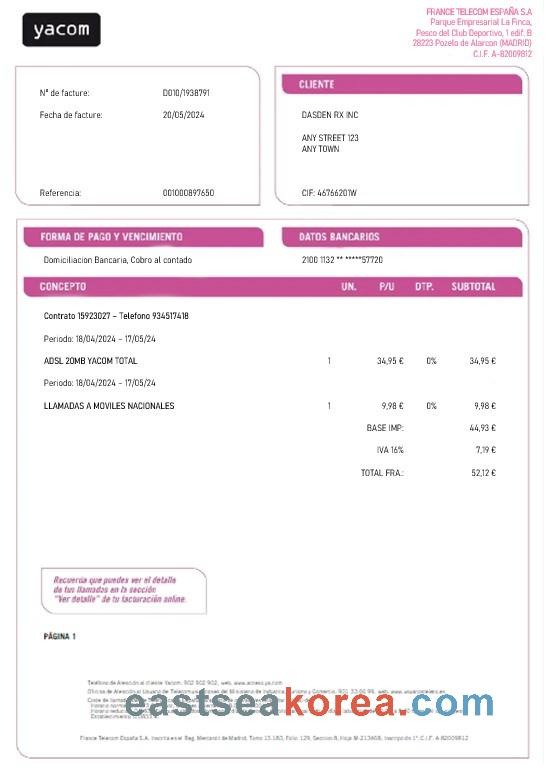 yacom
FRANCE TELECOM ESPAÑA S.A
Parque Empresarial La Finca,
Pesco del Club Deportivo, 1 edif. B
28223 Pozelo de Alarcon (MADRID)
C.I.F. A-82009812
Nº de facture: D010/1938791
Fecha de facture: 20/05/2024
Referencia: 001000897650
CLIENTE
DASDEN RX INC
ANY STREET 123
ANY TOWN
CIF: 46766201W
FORMA DE PAGO Y VENCIMIENTO
Domiciliacion Bancaria, Cobro al contado
DATOS BANCARIOS
2100 1132 ** *****57720
CONCEPTO UN. P/U DTP. SUBTOTAL
Contrato 15923027 – Telefono 934517418
Periodo: 18/04/2024 – 17/05/24
ADSL 20MB YACOM TOTAL 1 34,95 € 0% 34,95 €
Periodo: 18/04/2024 – 17/05/24
LLAMADAS A MOVILES NACIONALES 1 9,98 € 0% 9,98 €
BASE IMP: 44,93 €
IVA 16% 7,19 €
TOTAL FRA.: 52,12 €
Recuerda que puedes ver el detalle
de tus llamadas en la sección
"Ver detalle" de tu facturación online.
PÁGINA 1
Teléfono de Atención al cliente Yacom: 902 902 902, web: www.access.ya.com
Oficina de Atención al Usuario de Telecomunicaciones del Ministerio de Industria, Turismo y Comercio: 901 33 66 99, web: www.usuariosteleco.es
eastseakorea.com
France Telecom España S.A. Inscrita en el Reg. Mercantil de Madrid, Tomo 13.183, Folio 129, Seccion 8, Hoja M-213468, Inscripción 1ª. C.I.F. A-82009812